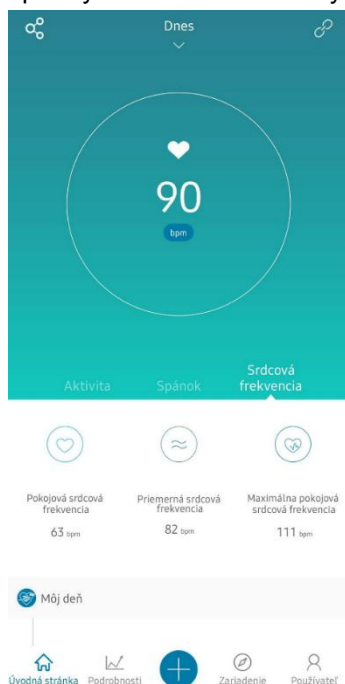 Dnes
90
bpm
Aktivita
Spánok
Srdcová
frekvencia
Pokojová srdcová
frekvencia
63 bpm
Priemerná srdcová
frekvencia
82 bpm
Maximálna pokojová
srdcová frekvencia
111 bpm
Môj deň
Úvodná stránka
Podrobnosti
Zariadenie
Používateľ